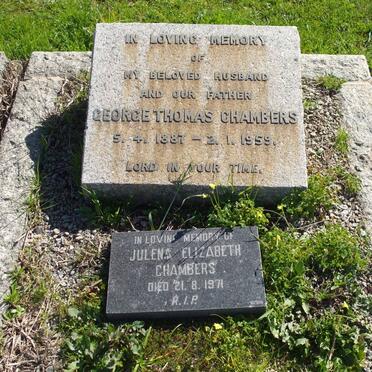 IN LOVING MEMORY
OF
MY BELOVED HUSBAND
AND OUR FATHER
GEORGE THOMAS CHAMBERS
5. 4. 1887 - 2. 1. 1959.
LORD IN YOUR TIME.
IN LOVING MEMORY OF
JULENS ELIZABETH
CHAMBERS
DIED 21. 8. 1971
R.I.P.